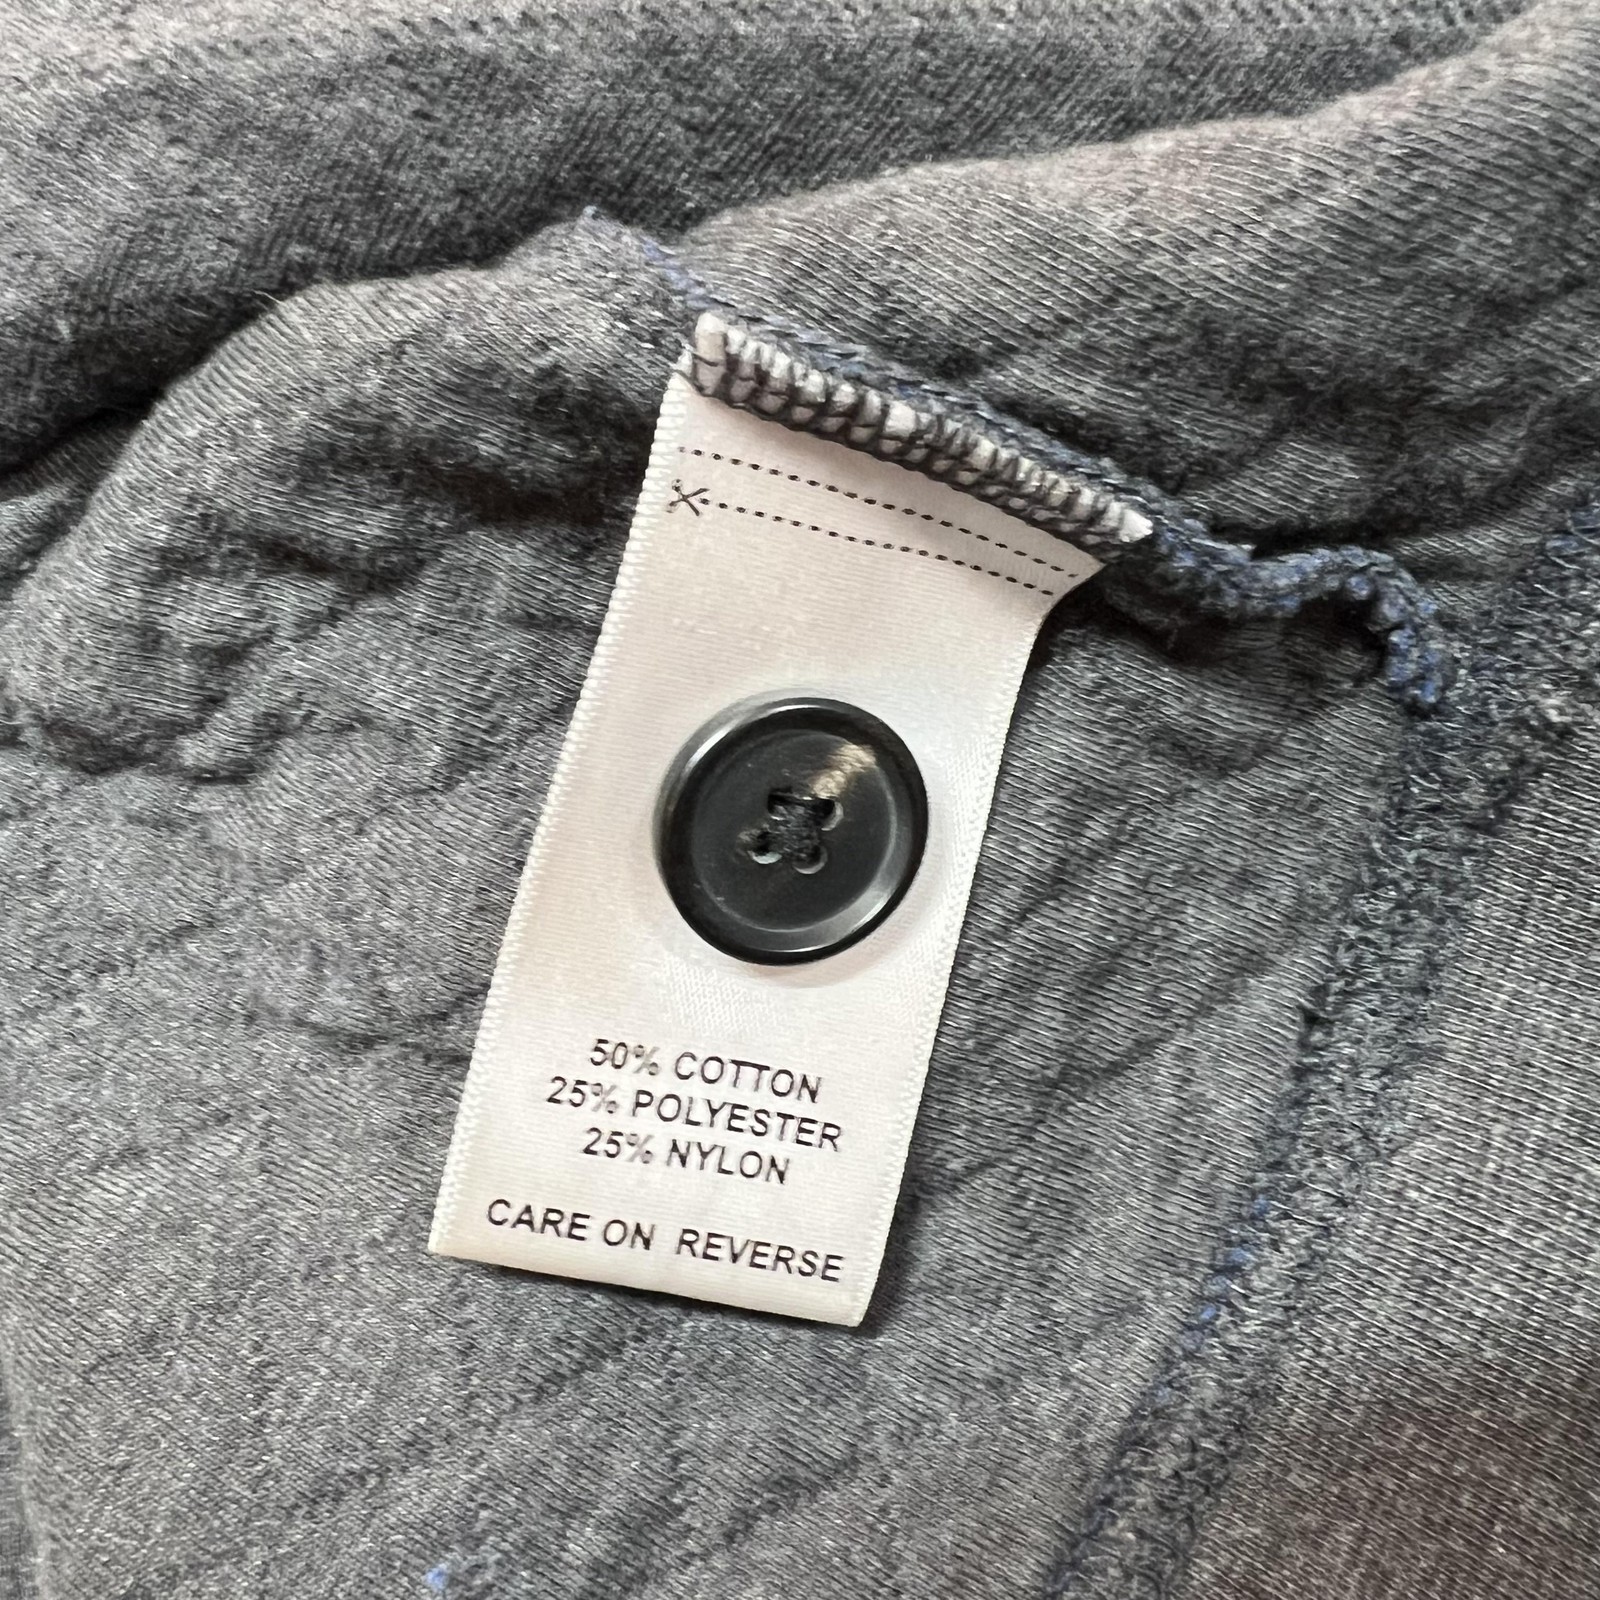 50% COTTON
25% POLYESTER
25% NYLON
CARE ON REVERSE